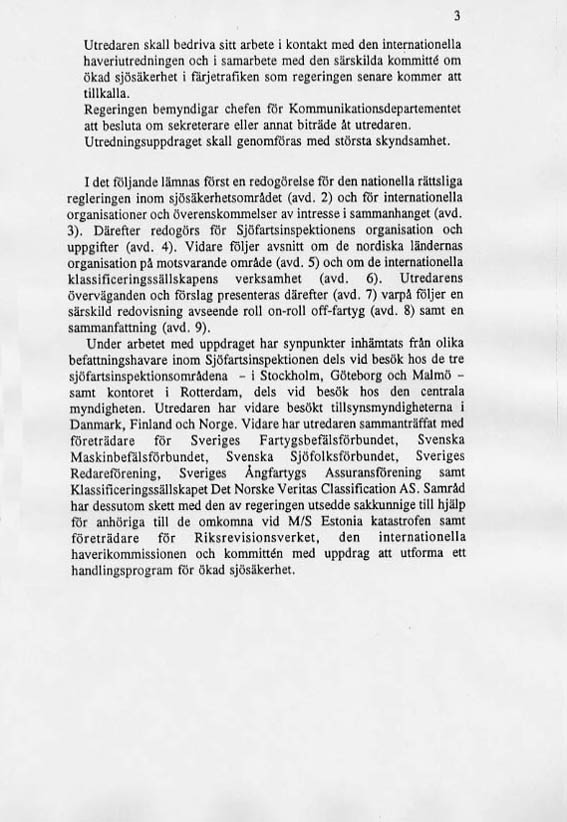 3
Utredaren skall bedriva sitt arbete i kontakt med den internationella
haveriutredningen och i samarbete med den särskilda kommitté om
ökad sjösäkerhet i färjetrafiken som regeringen senare kommer att
tillkalla.
Regeringen bemyndigar chefen för Kommunikationsdepartementet
att besluta om sekreterare eller annat biträde åt utredaren.
Utredningsuppdraget skall genomföras med största skyndsamhet.
I det följande lämnas först en redogörelse för den nationella rättsliga
regleringen inom sjösäkerhetsområdet (avd. 2) och för internationella
organisationer och överenskommelser av intresse i sammanhanget (avd.
3). Därefter redogörs för Sjöfartsinspektionens organisation och
uppgifter (avd. 4). Vidare följer avsnitt om de nordiska ländernas
organisation på motsvarande område (avd. 5) och om de internationella
klassificeringssällskapens verksamhet (avd. 6). Utredarens
överväganden och förslag presenteras därefter (avd. 7) varpå följer en
särskild redovisning avseende roll on-roll off-fartyg (avd. 8) samt en
sammanfattning (avd. 9).
Under arbetet med uppdraget har synpunkter inhämtats från olika
befattningshavare inom Sjöfartsinspektionen dels vid besök hos de tre
sjöfartsinspektionsområdena – i Stockholm, Göteborg och Malmö –
samt kontoret i Rotterdam, dels vid besök hos den centrala
myndigheten. Utredaren har vidare besökt tillsynsmyndigheterna i
Danmark, Finland och Norge. Vidare har utredaren sammanträffat med
företrädare för Sveriges Fartygsbefälsförbundet, Svenska
Maskinbefälsförbundet, Svenska Sjöfolksförbundet, Sveriges
Redareförening, Sveriges Ångfartygs Assuransförening samt
Klassificeringssällskapet Det Norske Veritas Classification AS. Samråd
har dessutom skett med den av regeringen utsedde sakkunnige till hjälp
för anhöriga till de omkomna vid M/S Estonia katastrofen samt
företrädare för Riksrevisionsverket, den internationella
haverikommissionen och kommittén med uppdrag att utforma ett
handlingsprogram för ökad sjösäkerhet.